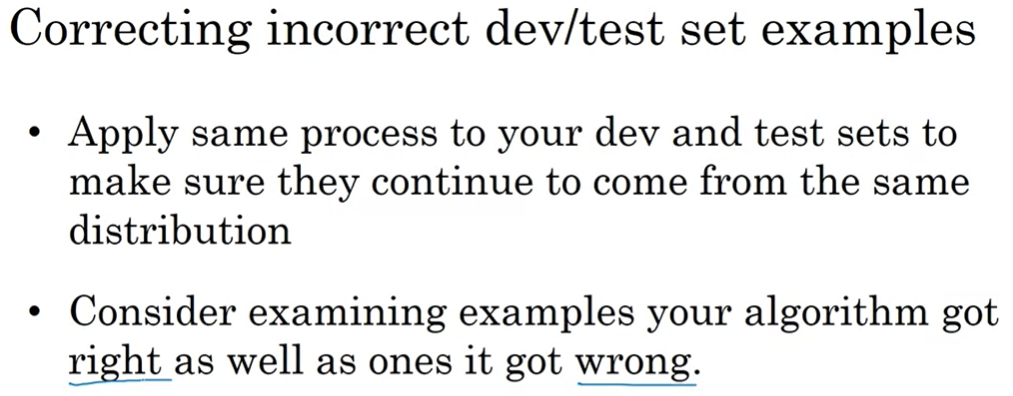 Correcting incorrect dev/test set examples
• Apply same process to your dev and test sets to
make sure they continue to come from the same
distribution
• Consider examining examples your algorithm got
right as well as ones it got wrong.